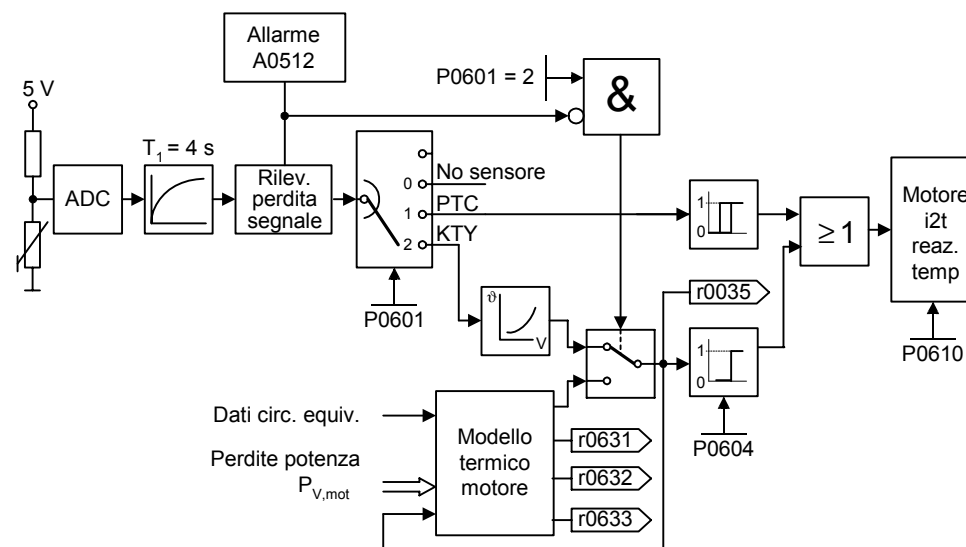 Allarme
A0512
P0601 = 2
&
5 V
T1 = 4 s
ADC
Rilev.
perdita
segnale
No sensore
0
PTC
1
KTY
2
P0601
ϑ
V
1
0
≥1
Motore
i2t
reaz.
temp
P0610
r0035
1
0
P0604
Dati circ. equiv.
Perdite potenza
PV,mot
Modello
termico
motore
r0631
r0632
r0633